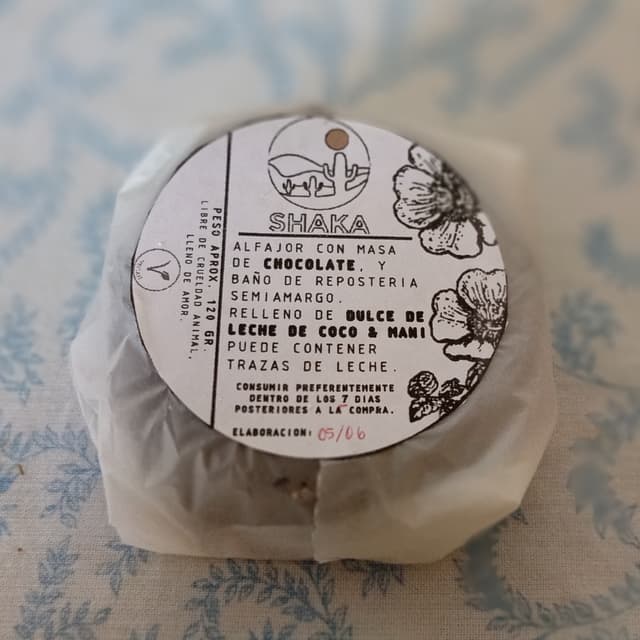 SHAKA
ALFAJOR CON MASA
DE CHOCOLATE, Y
BAÑO DE REPOSTERIA
SEMIAMARGO.
RELLENO DE DULCE DE
LECHE DE COCO & MANI
PUEDE CONTENER
TRAZAS DE LECHE.
CONSUMIR PREFERENTEMENTE
DENTRO DE LOS 7 DIAS
POSTERIORES A LA COMPRA.
ELABORACION: 05/06
PESO APROX. 120 GR.
LIBRE DE CRUELDAD ANIMAL,
LLENO DE AMOR.